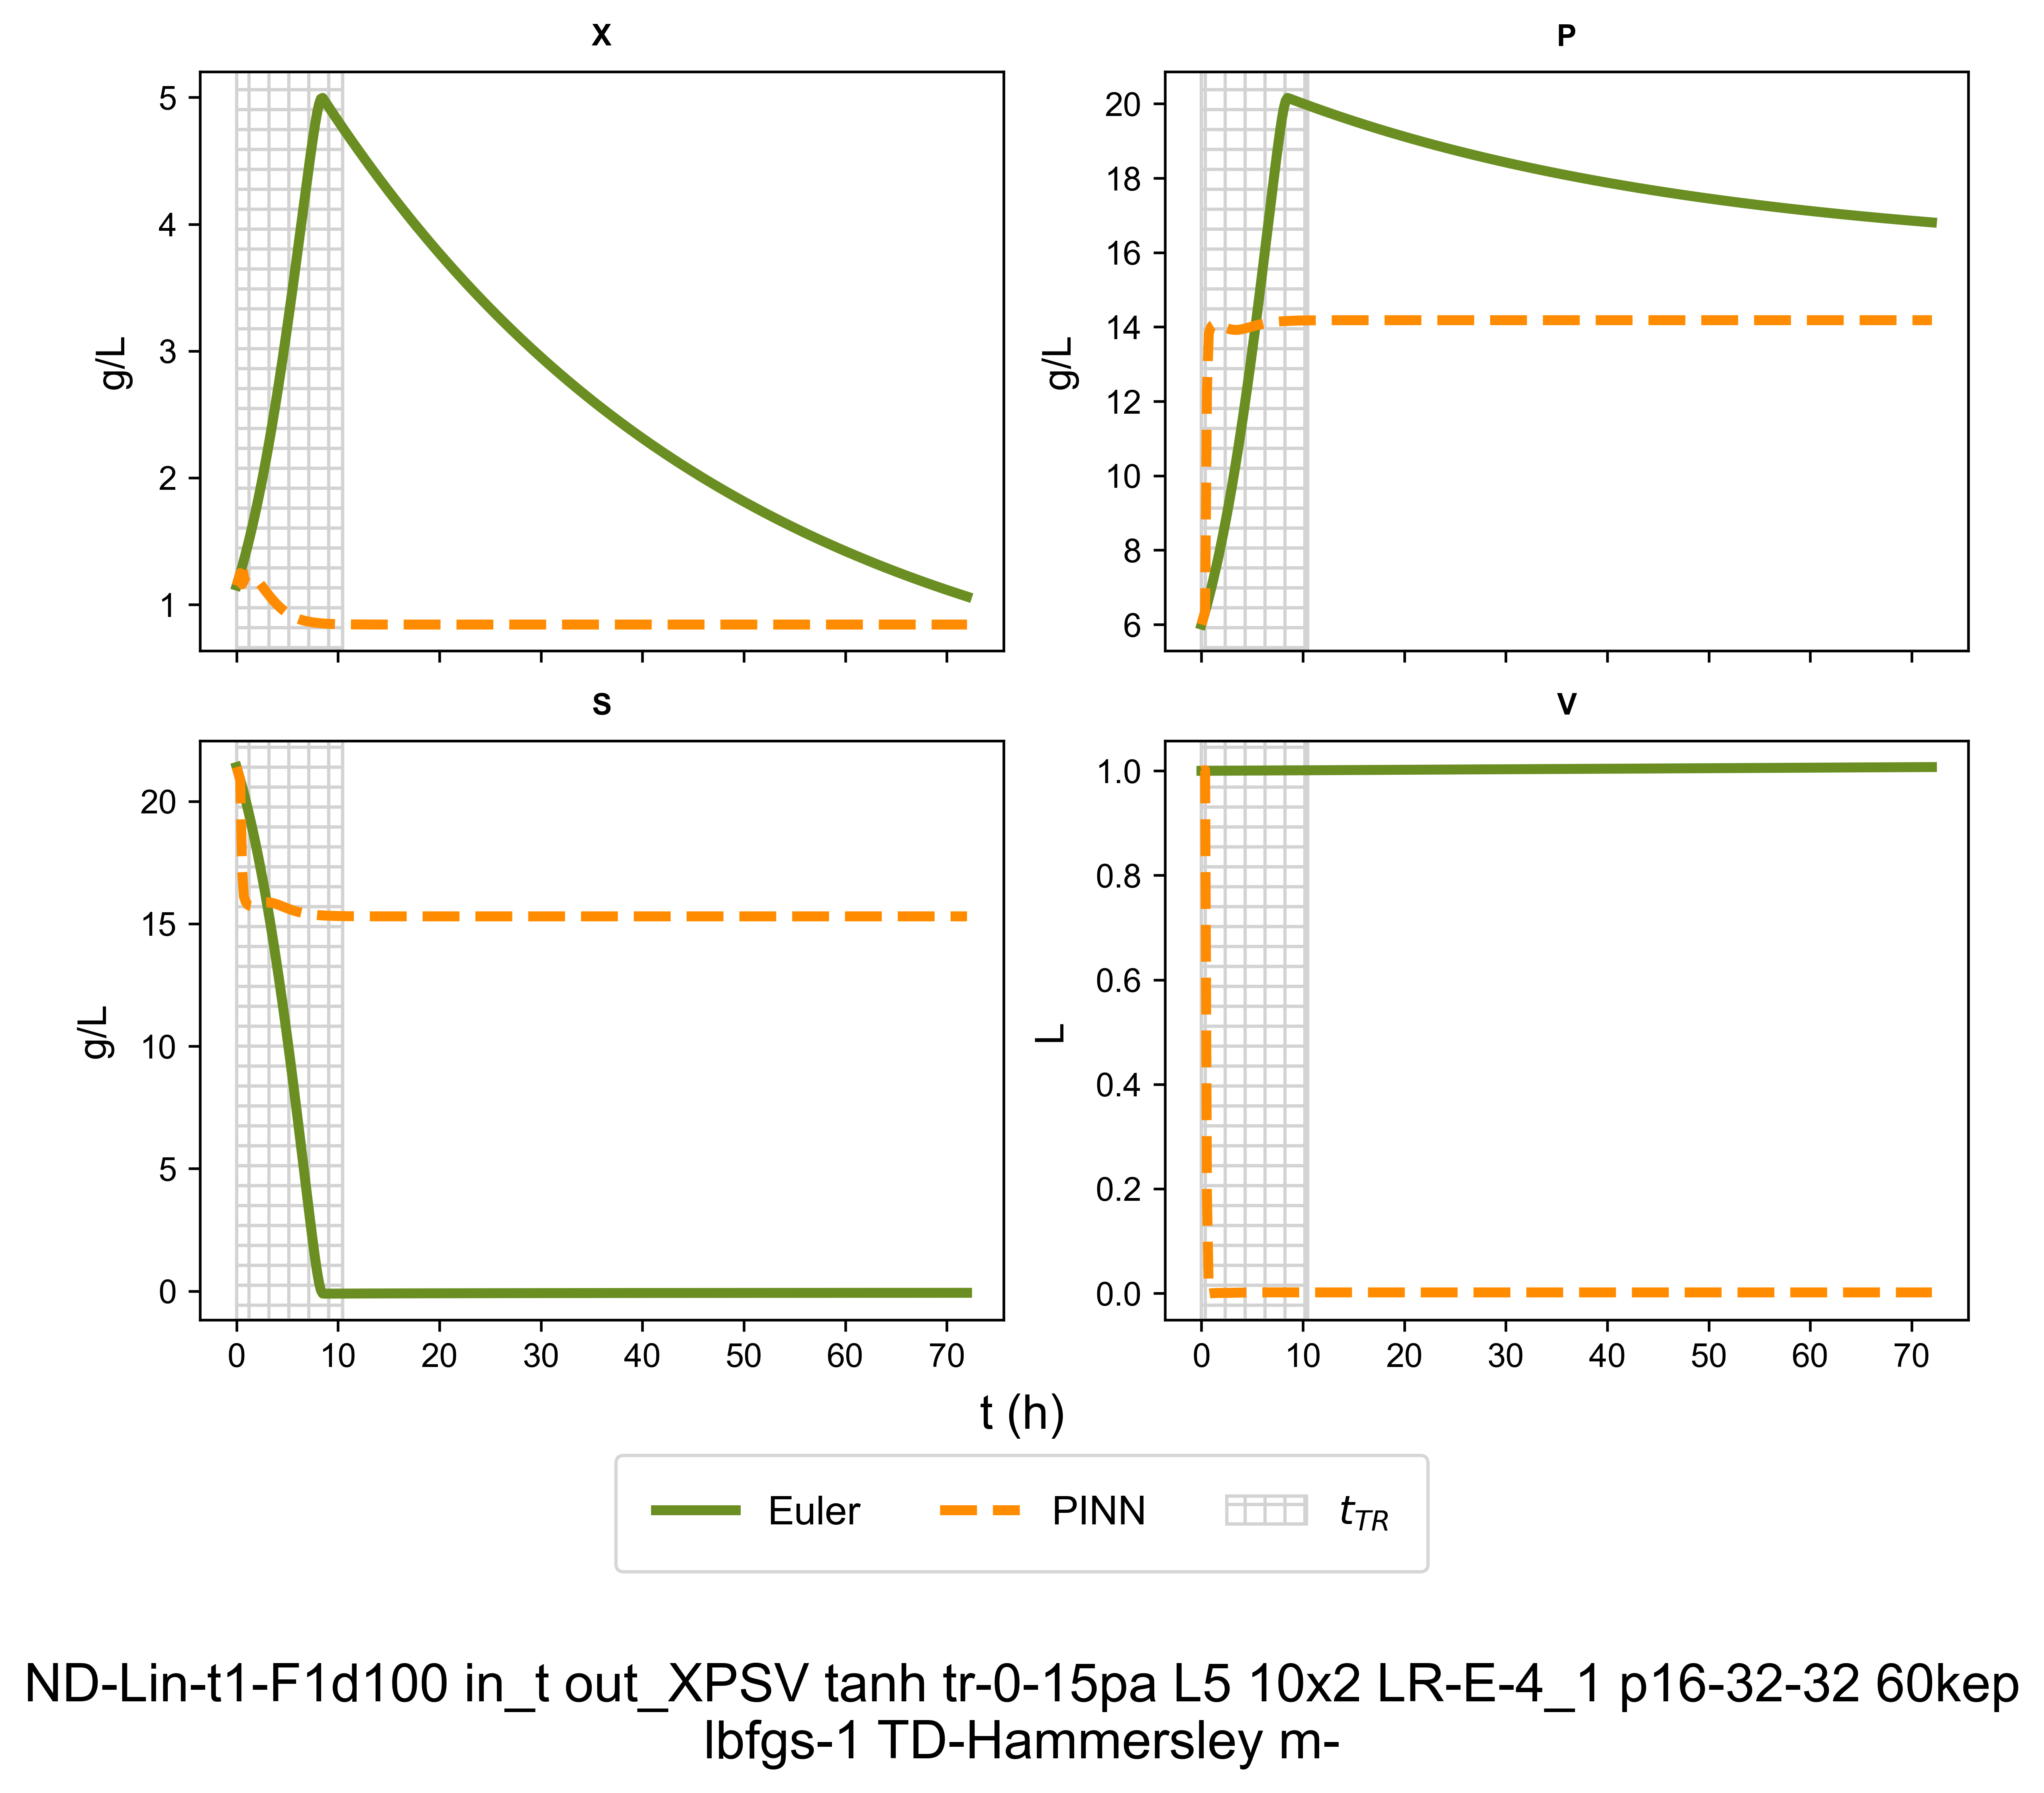 X
P
5
4
3
2
1
g/L
20
18
16
14
12
10
8
6
g/L
S
V
20
15
10
5
0
g/L
0 10 20 30 40 50 60 70
1.0
0.8
0.6
0.4
0.2
0.0
L
0 10 20 30 40 50 60 70
t (h)
Euler PINN t_TR
ND-Lin-t1-F1d100 in_t out_XPSV tanh tr-0-15pa L5 10x2 LR-E-4_1 p16-32-32 60kep
lbfgs-1 TD-Hammersley m-